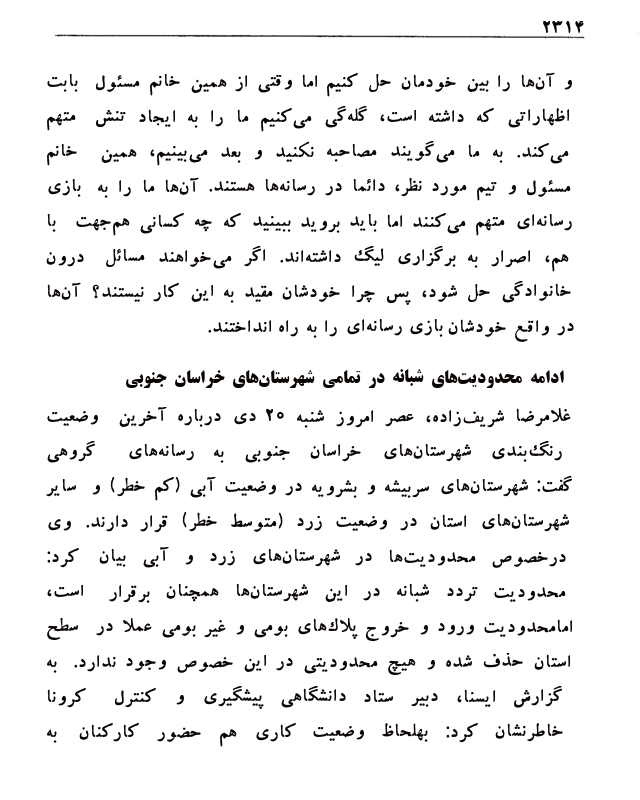 ۲۳۱۴
و آن‌ها را بین خودمان حل کنیم اما وقتی از همین خانم مسئول بابت
اظهاراتی که داشته است، گله‌گی می‌کنیم ما را به ایجاد تنش متهم
می‌کند. به ما می‌گویند مصاحبه نکنید و بعد می‌بینیم، همین خانم
مسئول و تیم مورد نظر، دائما در رسانه‌ها هستند. آن‌ها ما را به بازی
رسانه‌ای متهم می‌کنند اما باید بروید ببینید که چه کسانی هم‌جهت با
هم، اصرار به برگزاری لیگ داشته‌اند. اگر می‌خواهند مسائل درون
خانوادگی حل شود، پس چرا خودشان مقید به این کار نیستند؟ آن‌ها
در واقع خودشان بازی رسانه‌ای را به راه انداختند.
ادامه محدودیت‌های شبانه در تمامی شهرستان‌های خراسان جنوبی
غلامرضا شریف‌زاده، عصر امروز شنبه ۲۰ دی درباره آخرین وضعیت
رنگ‌بندی شهرستان‌های خراسان جنوبی به رسانه‌های گروهی
گفت: شهرستان‌های سربیشه و بشرویه در وضعیت آبی (کم خطر) و سایر
شهرستان‌های استان در وضعیت زرد (متوسط خطر) قرار دارند. وی
درخصوص محدودیت‌ها در شهرستان‌های زرد و آبی بیان کرد:
محدودیت تردد شبانه در این شهرستان‌ها همچنان برقرار است،
امامحدودیت ورود و خروج پلاك‌های بومی و غیر بومی عملا در سطح
استان حذف شده و هیچ محدودیتی در این خصوص وجود ندارد. به
گزارش ایسنا، دبیر ستاد دانشگاهی پیشگیری و کنترل کرونا
خاطرنشان کرد: بهلحاظ وضعیت کاری هم حضور کارکنان به